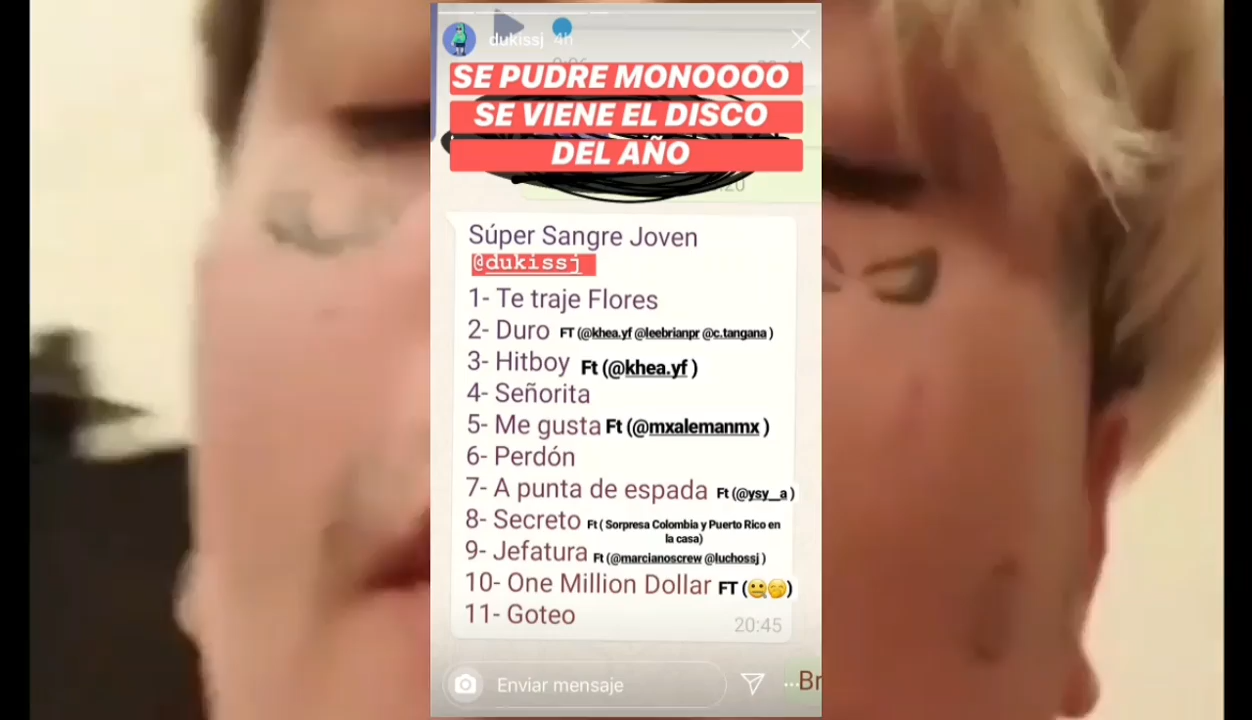 dukissj 4h
SE PUDRE MONOOOO
SE VIENE EL DISCO
DEL AÑO
Súper Sangre Joven
@dukissj
1- Te traje Flores
2- Duro FT (@khea.yf @leebrianpr @c.tangana )
3- Hitboy Ft (@khea.yf )
4- Señorita
5- Me gusta Ft (@mxalemanmx )
6- Perdón
7- A punta de espada Ft (@ysy__a )
8- Secreto Ft ( Sorpresa Colombia y Puerto Rico en
la casa)
9- Jefatura Ft (@marcianoscrew @luchossj )
10- One Million Dollar FT (🤐🤭)
11- Goteo
20:45
Enviar mensaje